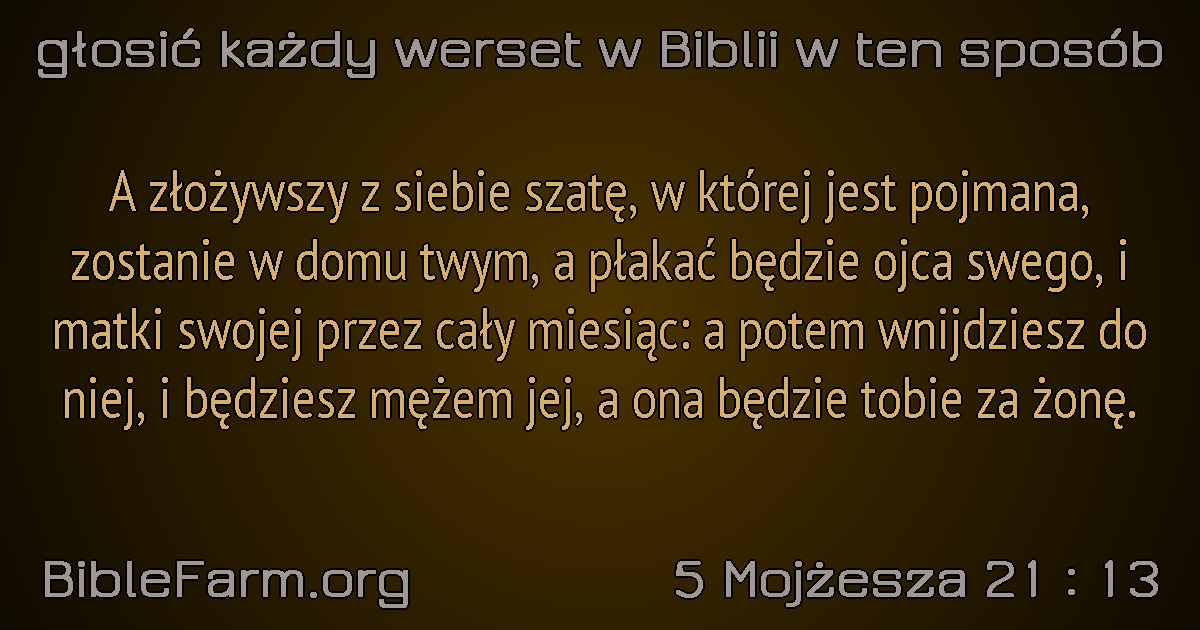 głosić każdy werset w Biblii w ten sposób
A złożywszy z siebie szatę, w której jest pojmana,
zostanie w domu twym, a płakać będzie ojca swego, i
matki swojej przez cały miesiąc: a potem wnijdziesz do
niej, i będziesz mężem jej, a ona będzie tobie za żonę.
BibleFarm.org
5 Mojżesza 21 : 13